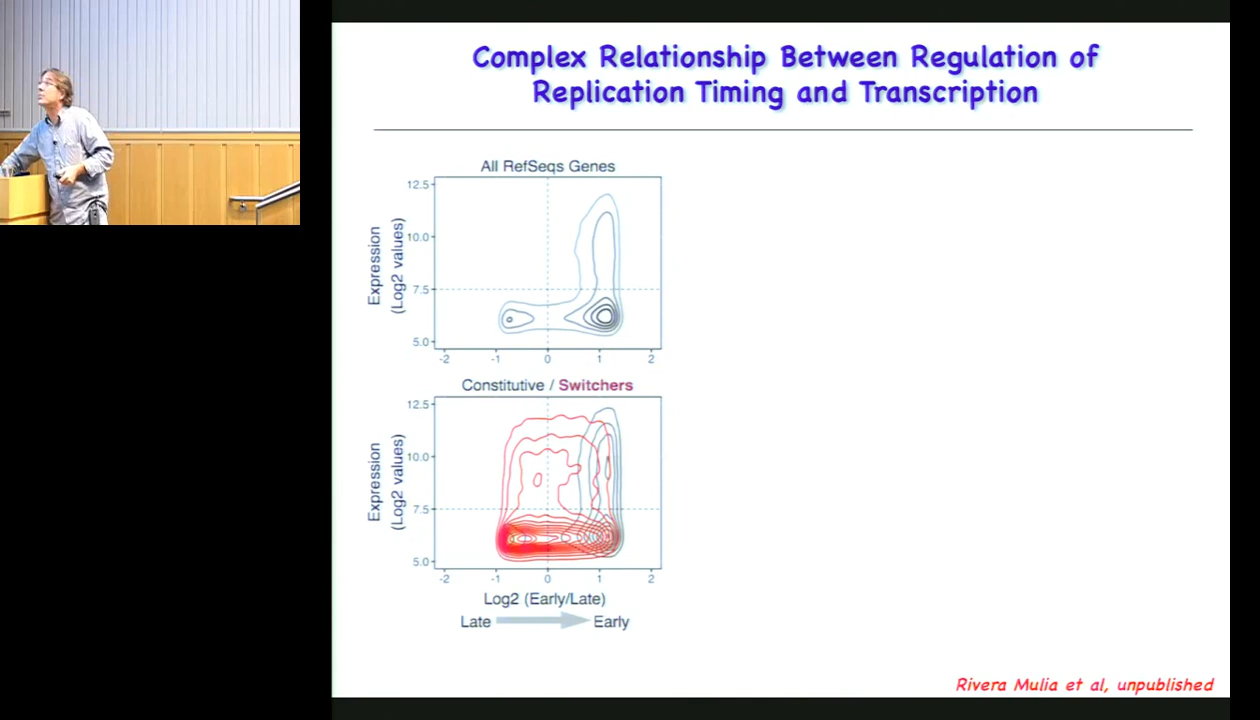 Complex Relationship Between Regulation of
Replication Timing and Transcription
All RefSeqs Genes
Expression
(Log2 values)
12.5
10.0
7.5
5.0
-2 -1 0 1 2
Constitutive / Switchers
Expression
(Log2 values)
12.5
10.0
7.5
5.0
-2 -1 0 1 2
Log2 (Early/Late)
Late Early
Rivera Mulia et al, unpublished